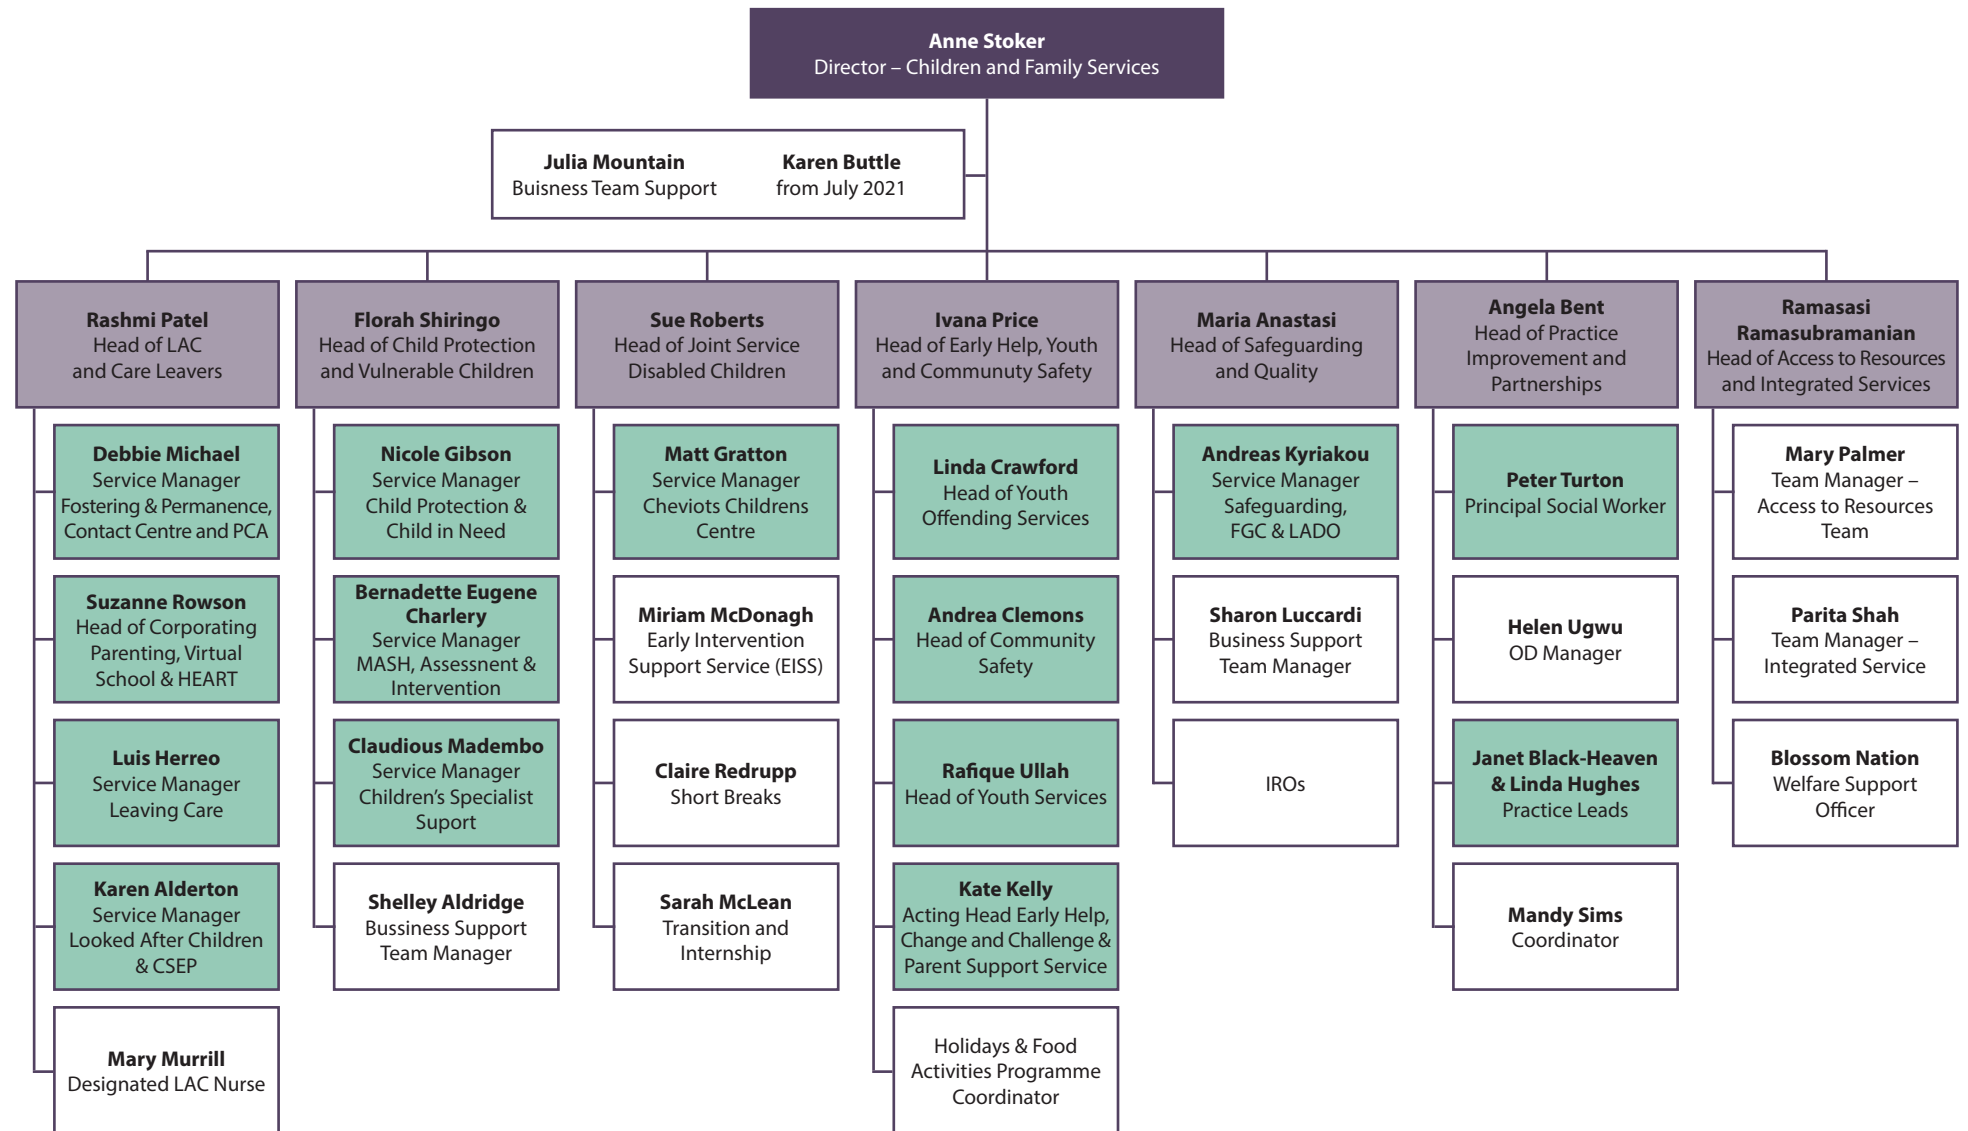 Anne Stoker
Director – Children and Family Services
Julia Mountain
Buisness Team Support
Karen Buttle
from July 2021
Rashmi Patel
Head of LAC
and Care Leavers
Debbie Michael
Service Manager
Fostering & Permanence,
Contact Centre and PCA
Suzanne Rowson
Head of Corporating
Parenting, Virtual
School & HEART
Luis Herreo
Service Manager
Leaving Care
Karen Alderton
Service Manager
Looked After Children
& CSEP
Mary Murrill
Designated LAC Nurse
Florah Shiringo
Head of Child Protection
and Vulnerable Children
Nicole Gibson
Service Manager
Child Protection &
Child in Need
Bernadette Eugene
Charlery
Service Manager
MASH, Assessnent &
Intervention
Claudious Madembo
Service Manager
Children’s Specialist
Suport
Shelley Aldridge
Bussiness Support
Team Manager
Sue Roberts
Head of Joint Service
Disabled Children
Matt Gratton
Service Manager
Cheviots Childrens
Centre
Miriam McDonagh
Early Intervention
Support Service (EISS)
Claire Redrupp
Short Breaks
Sarah McLean
Transition and
Internship
Ivana Price
Head of Early Help, Youth
and Communuty Safety
Linda Crawford
Head of Youth
Offending Services
Andrea Clemons
Head of Community
Safety
Rafique Ullah
Head of Youth Services
Kate Kelly
Acting Head Early Help,
Change and Challenge &
Parent Support Service
Holidays & Food
Activities Programme
Coordinator
Maria Anastasi
Head of Safeguarding
and Quality
Andreas Kyriakou
Service Manager
Safeguarding,
FGC & LADO
Sharon Luccardi
Business Support
Team Manager
IROs
Angela Bent
Head of Practice
Improvement and
Partnerships
Peter Turton
Principal Social Worker
Helen Ugwu
OD Manager
Janet Black-Heaven
& Linda Hughes
Practice Leads
Mandy Sims
Coordinator
Ramasasi
Ramasubramanian
Head of Access to Resources
and Integrated Services
Mary Palmer
Team Manager –
Access to Resources
Team
Parita Shah
Team Manager –
Integrated Service
Blossom Nation
Welfare Support
Officer